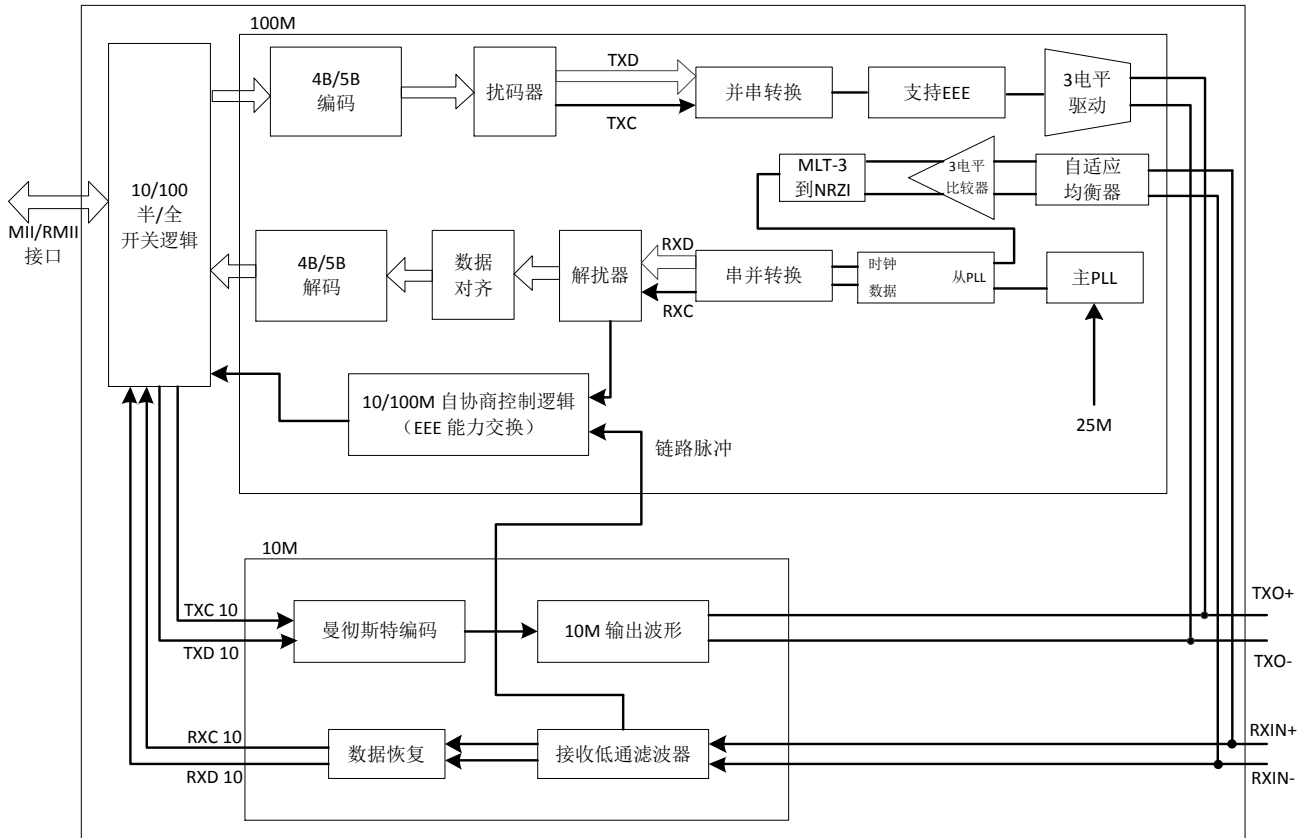 100M
4B/5B
编码
扰码器
TXD
TXC
并串转换
支持EEE
3电平
驱动
10/100
半/全
开关逻辑
MII/RMII
接口
MLT-3
到NRZI
3电平
比较器
自适应
均衡器
4B/5B
解码
数据
对齐
解扰器
RXD
RXC
串并转换
时钟
数据
从PLL
主PLL
25M
10/100M 自协商控制逻辑
（EEE 能力交换）
链路脉冲
10M
TXC 10
TXD 10
曼彻斯特编码
10M 输出波形
TXO+
TXO-
RXC 10
RXD 10
数据恢复
接收低通滤波器
RXIN+
RXIN-